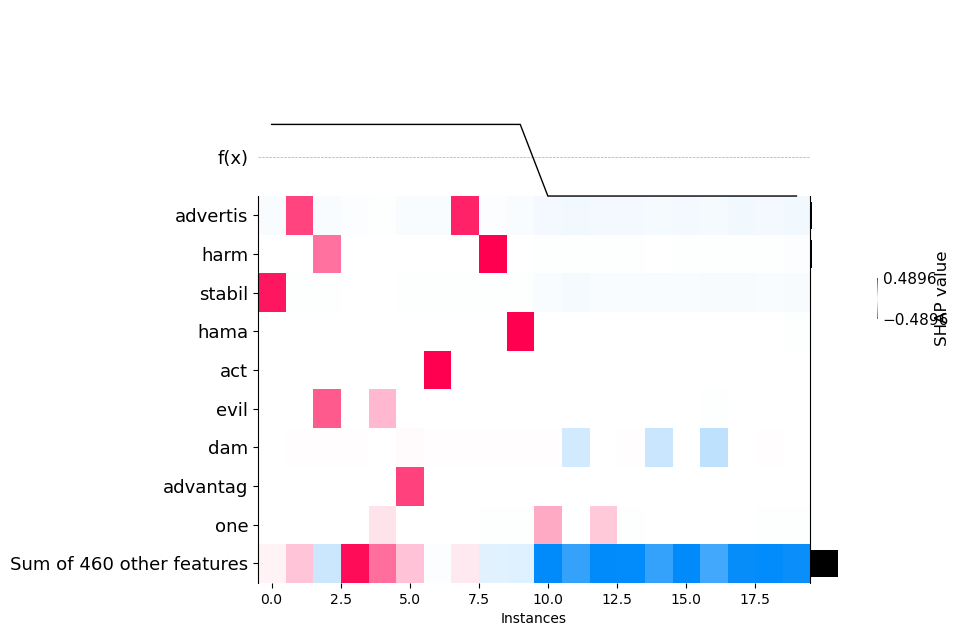 f(x)
advertis
harm
stabil
hama
act
evil
dam
advantag
one
Sum of 460 other features
0.0 2.5 5.0 7.5 10.0 12.5 15.0 17.5
Instances
0.4896
−0.4896
SHAP value